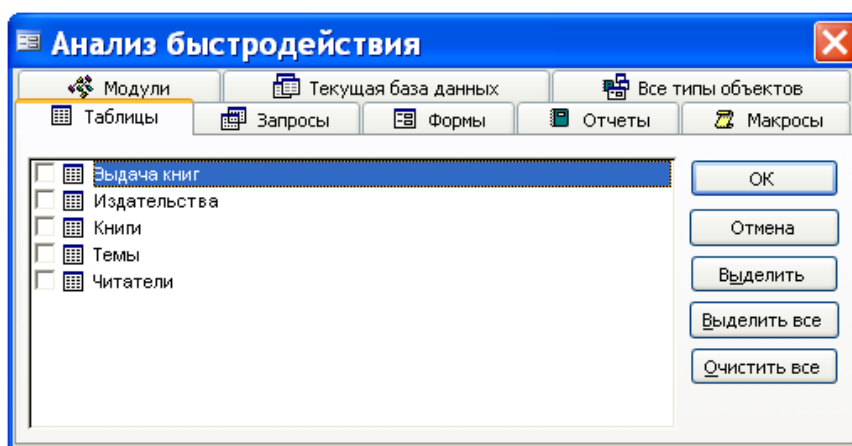 Анализ быстродействия
Модули Текущая база данных Все типы объектов
Таблицы Запросы Формы Отчеты Макросы
Выдача книг
Издательства
Книги
Темы
Читатели
ОК
Отмена
Выделить
Выделить все
Очистить все